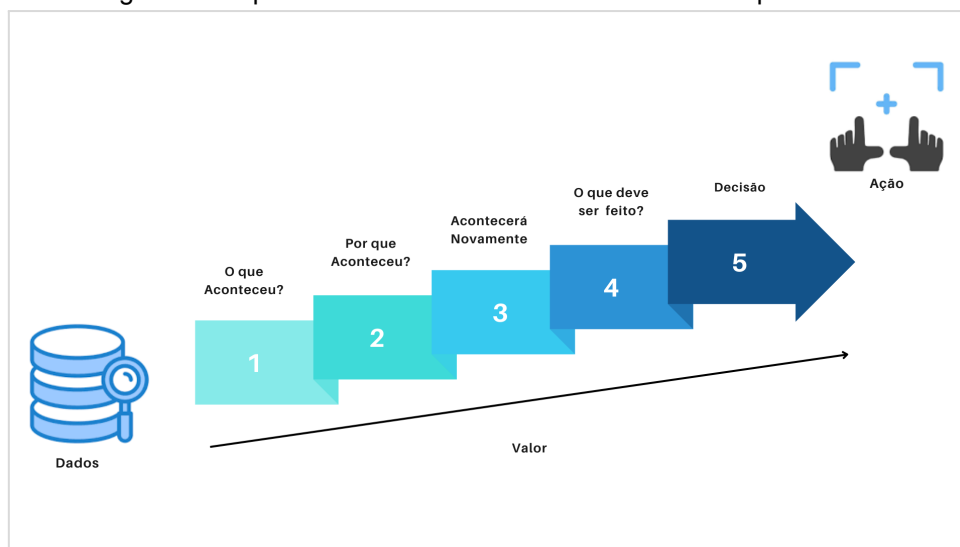 O que
Aconteceu?
1
Por que
Aconteceu?
2
Acontecerá
Novamente
3
O que deve
ser feito?
4
Decisão
5
Ação
Dados
Valor